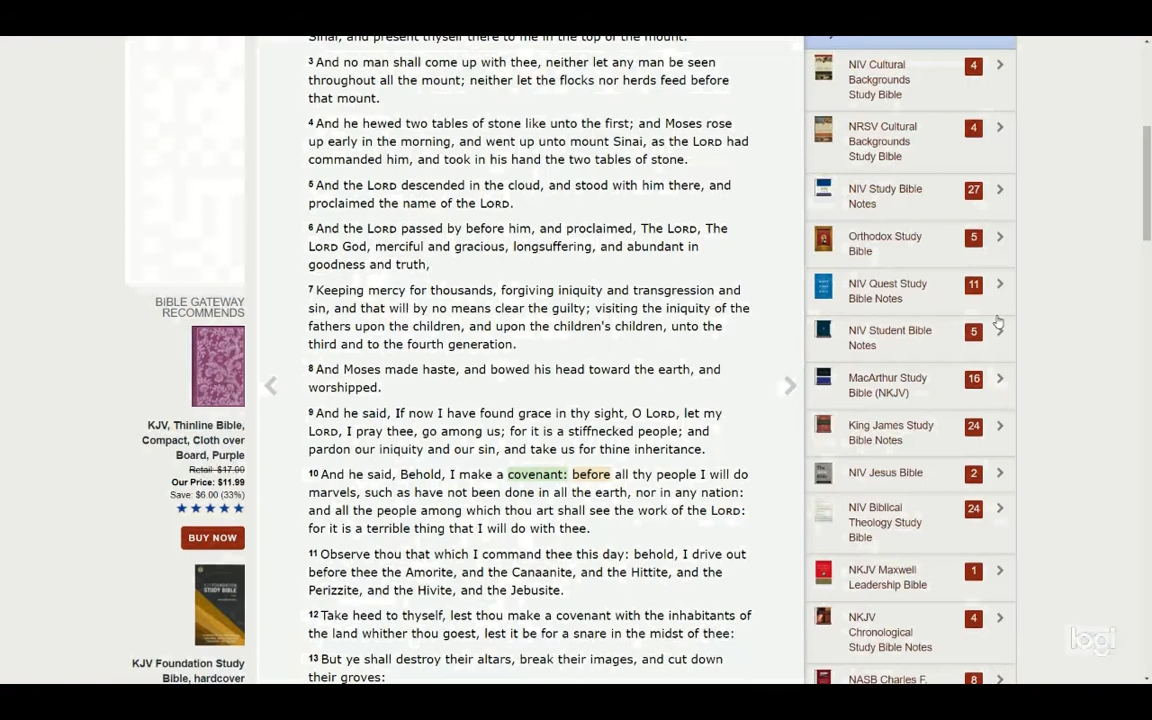 Sinai, and present thyself there to me in the top of the mount.
3 And no man shall come up with thee, neither let any man be seen
throughout all the mount; neither let the flocks nor herds feed before
that mount.
4 And he hewed two tables of stone like unto the first; and Moses rose
up early in the morning, and went up unto mount Sinai, as the LORD had
commanded him, and took in his hand the two tables of stone.
5 And the LORD descended in the cloud, and stood with him there, and
proclaimed the name of the LORD.
6 And the LORD passed by before him, and proclaimed, The LORD, The
LORD God, merciful and gracious, longsuffering, and abundant in
goodness and truth,
7 Keeping mercy for thousands, forgiving iniquity and transgression and
sin, and that will by no means clear the guilty; visiting the iniquity of the
fathers upon the children, and upon the children's children, unto the
third and to the fourth generation.
8 And Moses made haste, and bowed his head toward the earth, and
worshipped.
9 And he said, If now I have found grace in thy sight, O LORD, let my
LORD, I pray thee, go among us; for it is a stiffnecked people; and
pardon our iniquity and our sin, and take us for thine inheritance.
10 And he said, Behold, I make a covenant: before all thy people I will do
marvels, such as have not been done in all the earth, nor in any nation:
and all the people among which thou art shall see the work of the LORD:
for it is a terrible thing that I will do with thee.
11 Observe thou that which I command thee this day: behold, I drive out
before thee the Amorite, and the Canaanite, and the Hittite, and the
Perizzite, and the Hivite, and the Jebusite.
12 Take heed to thyself, lest thou make a covenant with the inhabitants of
the land whither thou goest, lest it be for a snare in the midst of thee:
13 But ye shall destroy their altars, break their images, and cut down
their groves:
BIBLE GATEWAY
RECOMMENDS
KJV, Thinline Bible,
Compact, Cloth over
Board, Purple
Retail: $17.99
Our Price: $11.99
Save: $6.00 (33%)
BUY NOW
KJV Foundation Study
Bible, hardcover
NIV Cultural 4
Backgrounds
Study Bible
NRSV Cultural 4
Backgrounds
Study Bible
NIV Study Bible 27
Notes
Orthodox Study 5
Bible
NIV Quest Study 11
Bible Notes
NIV Student Bible 5
Notes
MacArthur Study 16
Bible (NKJV)
King James Study 24
Bible Notes
NIV Jesus Bible 2
NIV Biblical 24
Theology Study
Bible
NKJV Maxwell 1
Leadership Bible
NKJV 4
Chronological
Study Bible Notes
NASB Charles F. 8
logi